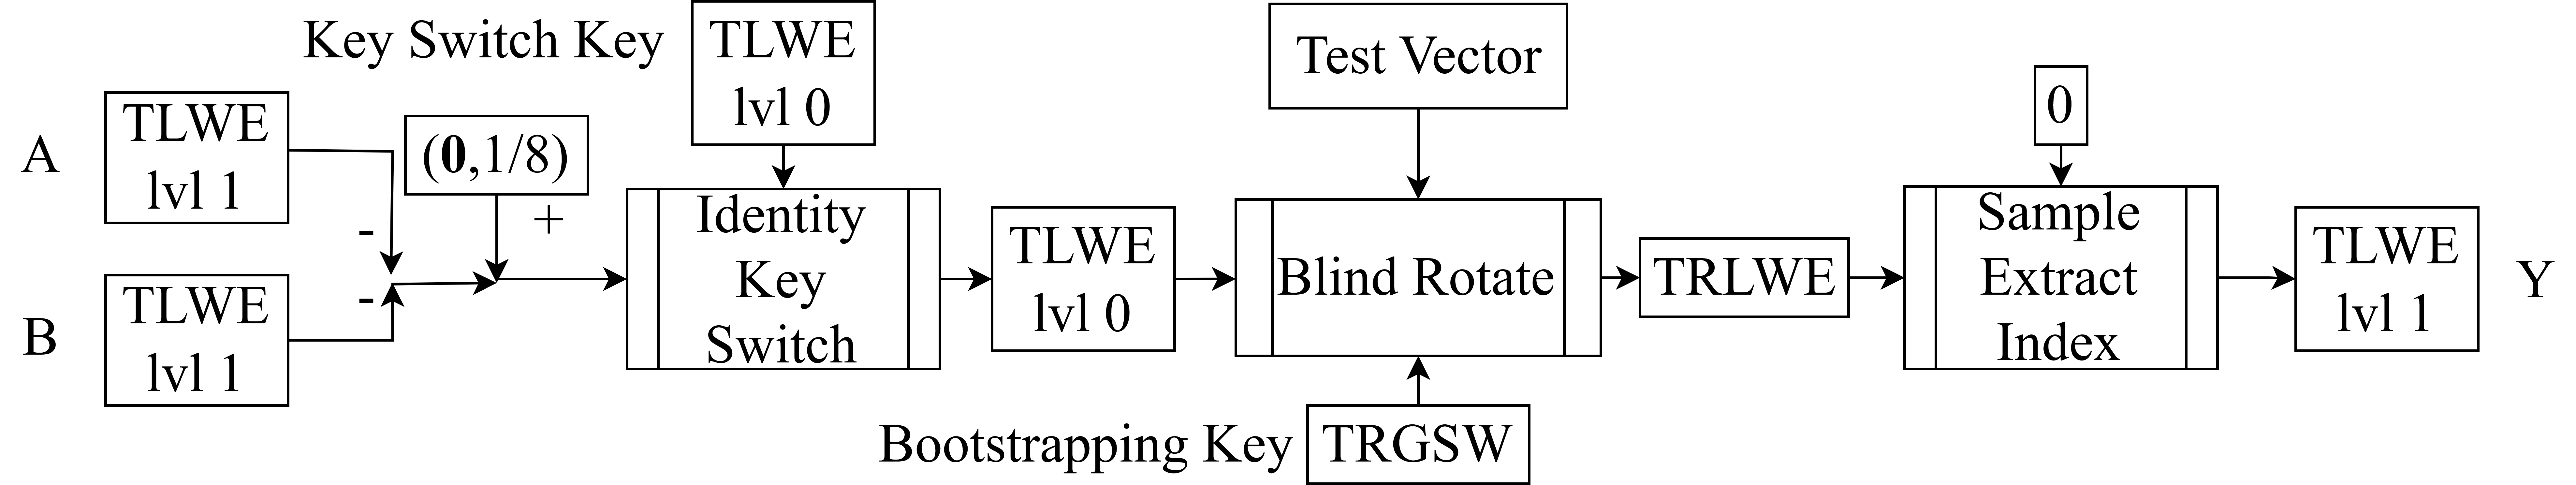 Key Switch Key
TLWE
lvl 0
Test Vector
A
TLWE
lvl 1
(0,1/8)
+
-
0
Identity
Key
Switch
TLWE
lvl 0
Blind Rotate
TRLWE
Sample
Extract
Index
TLWE
lvl 1
Y
B
TLWE
lvl 1
-
Bootstrapping Key
TRGSW